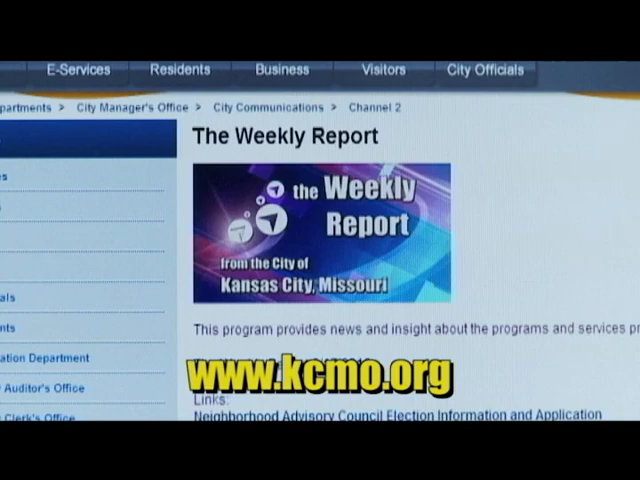 E-Services Residents Business Visitors City Officials
partments > City Manager's Office > City Communications > Channel 2
The Weekly Report
the Weekly
Report
from the City of
Kansas City, Missouri
This program provides news and insight about the programs and services pr
ation Department
www.kcmo.org
Auditor's Office
Links:
Clerk's Office
Neighborhood Advisory Council Election Information and Application